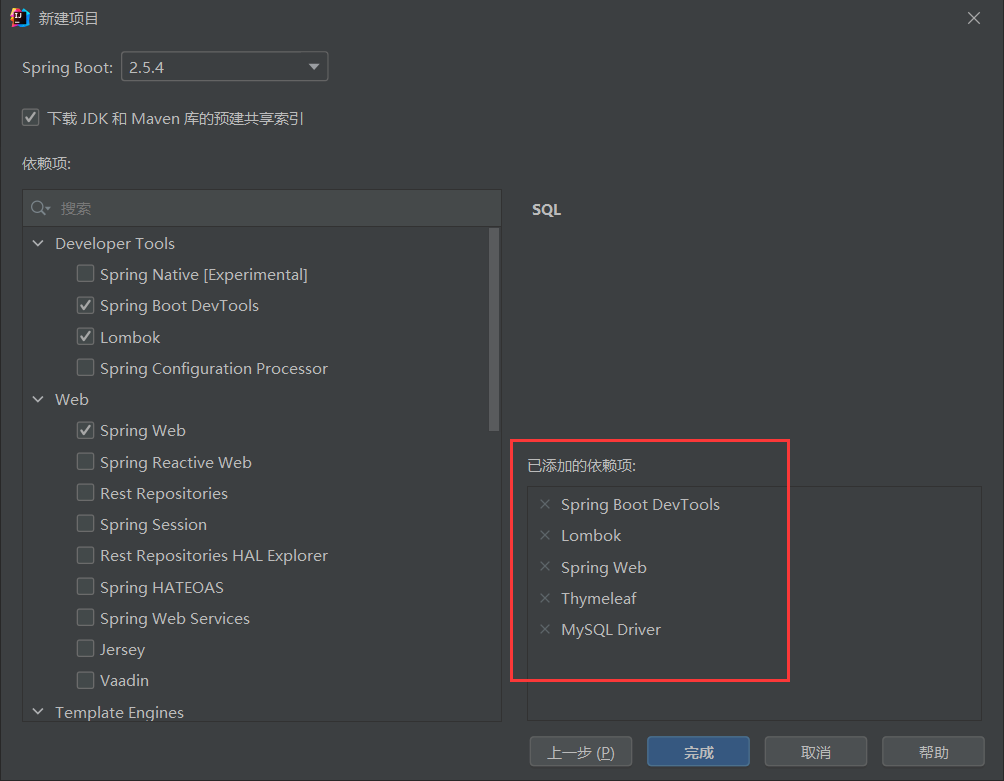 新建项目
Spring Boot: 2.5.4
下载 JDK 和 Maven 库的预建共享索引
依赖项:
搜索
Developer Tools
Spring Native [Experimental]
Spring Boot DevTools
Lombok
Spring Configuration Processor
Web
Spring Web
Spring Reactive Web
Rest Repositories
Spring Session
Rest Repositories HAL Explorer
Spring HATEOAS
Spring Web Services
Jersey
Vaadin
Template Engines
SQL
已添加的依赖项:
Spring Boot DevTools
Lombok
Spring Web
Thymeleaf
MySQL Driver
上一步 (P) 完成 取消 帮助